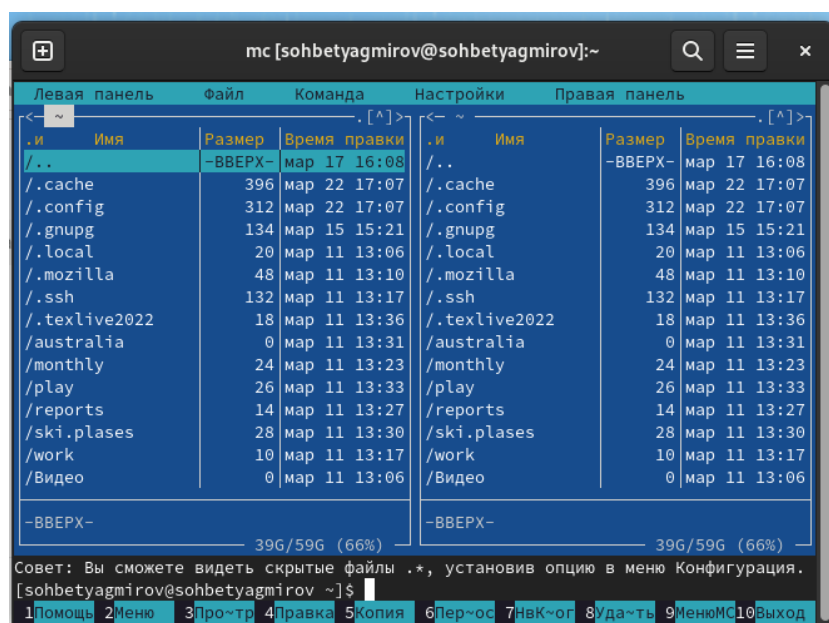 mc [sohbetyagmirov@sohbetyagmirov]:~
Левая панель Файл Команда Настройки Правая панель
<— ~ .[^]> <— ~ .[^]>
.и Имя Размер Время правки .и Имя Размер Время правки
/.. -ВВЕРХ- мар 17 16:08 /.. -ВВЕРХ- мар 17 16:08
/.cache 396 мар 22 17:07 /.cache 396 мар 22 17:07
/.config 312 мар 22 17:07 /.config 312 мар 22 17:07
/.gnupg 134 мар 15 15:21 /.gnupg 134 мар 15 15:21
/.local 20 мар 11 13:06 /.local 20 мар 11 13:06
/.mozilla 48 мар 11 13:10 /.mozilla 48 мар 11 13:10
/.ssh 132 мар 11 13:17 /.ssh 132 мар 11 13:17
/.texlive2022 18 мар 11 13:36 /.texlive2022 18 мар 11 13:36
/australia 0 мар 11 13:31 /australia 0 мар 11 13:31
/monthly 24 мар 11 13:23 /monthly 24 мар 11 13:23
/play 26 мар 11 13:33 /play 26 мар 11 13:33
/reports 14 мар 11 13:27 /reports 14 мар 11 13:27
/ski.plases 28 мар 11 13:30 /ski.plases 28 мар 11 13:30
/work 10 мар 11 13:17 /work 10 мар 11 13:17
/Видео 0 мар 11 13:06 /Видео 0 мар 11 13:06
-ВВЕРХ- -ВВЕРХ-
39G/59G (66%) 39G/59G (66%)
Совет: Вы сможете видеть скрытые файлы .*, установив опцию в меню Конфигурация.
[sohbetyagmirov@sohbetyagmirov ~]$
1Помощь 2Меню 3Про~тр 4Правка 5Копия 6Пер~ос 7НвК~ог 8Уда~ть 9МенюМС10Выход